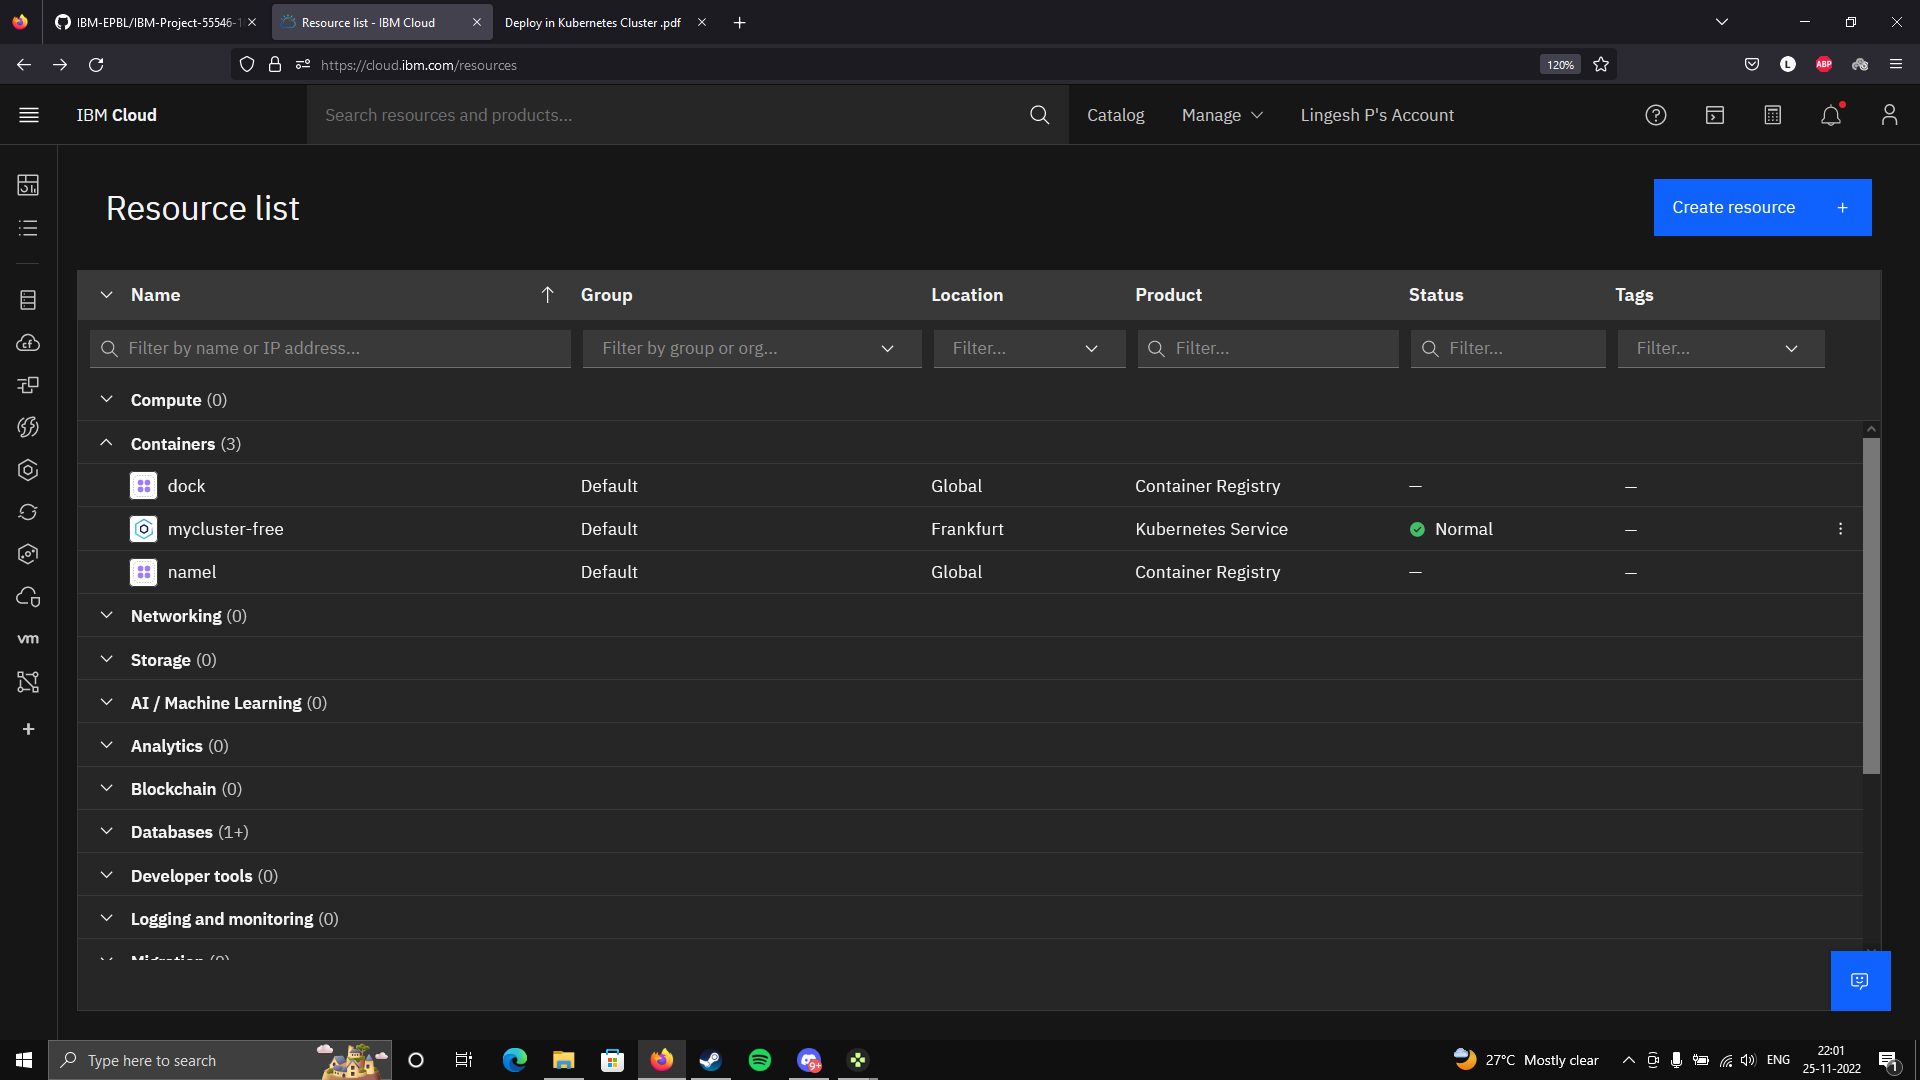 IBM-EPBL/IBM-Project-55546-1
Resource list - IBM Cloud
Deploy in Kubernetes Cluster .pdf
https://cloud.ibm.com/resources
120%
L
ABP
IBM Cloud
Search resources and products...
Catalog
Manage
Lingesh P's Account
Resource list
Create resource +
Name
Group
Location
Product
Status
Tags
Filter by name or IP address...
Filter by group or org...
Filter...
Filter...
Filter...
Filter...
Compute (0)
Containers (3)
dock Default Global Container Registry — —
mycluster-free Default Frankfurt Kubernetes Service Normal —
namel Default Global Container Registry — —
Networking (0)
Storage (0)
AI / Machine Learning (0)
Analytics (0)
Blockchain (0)
Databases (1+)
Developer tools (0)
Logging and monitoring (0)
Migration (0)
cf
vm
Type here to search
9+
27°C Mostly clear
ENG
22:01
25-11-2022
1